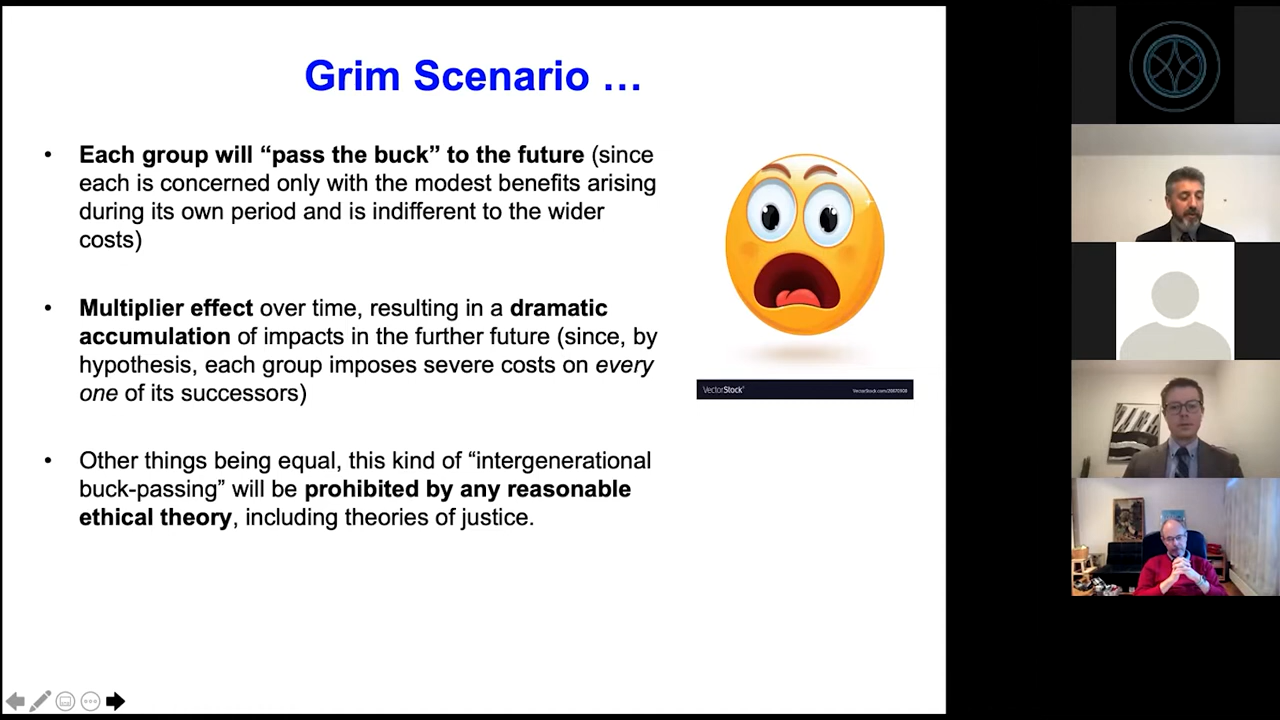 Grim Scenario …
• Each group will “pass the buck” to the future (since
each is concerned only with the modest benefits arising
during its own period and is indifferent to the wider
costs)
• Multiplier effect over time, resulting in a dramatic
accumulation of impacts in the further future (since, by
hypothesis, each group imposes severe costs on every
one of its successors)
• Other things being equal, this kind of “intergenerational
buck-passing” will be prohibited by any reasonable
ethical theory, including theories of justice.
VectorStock®